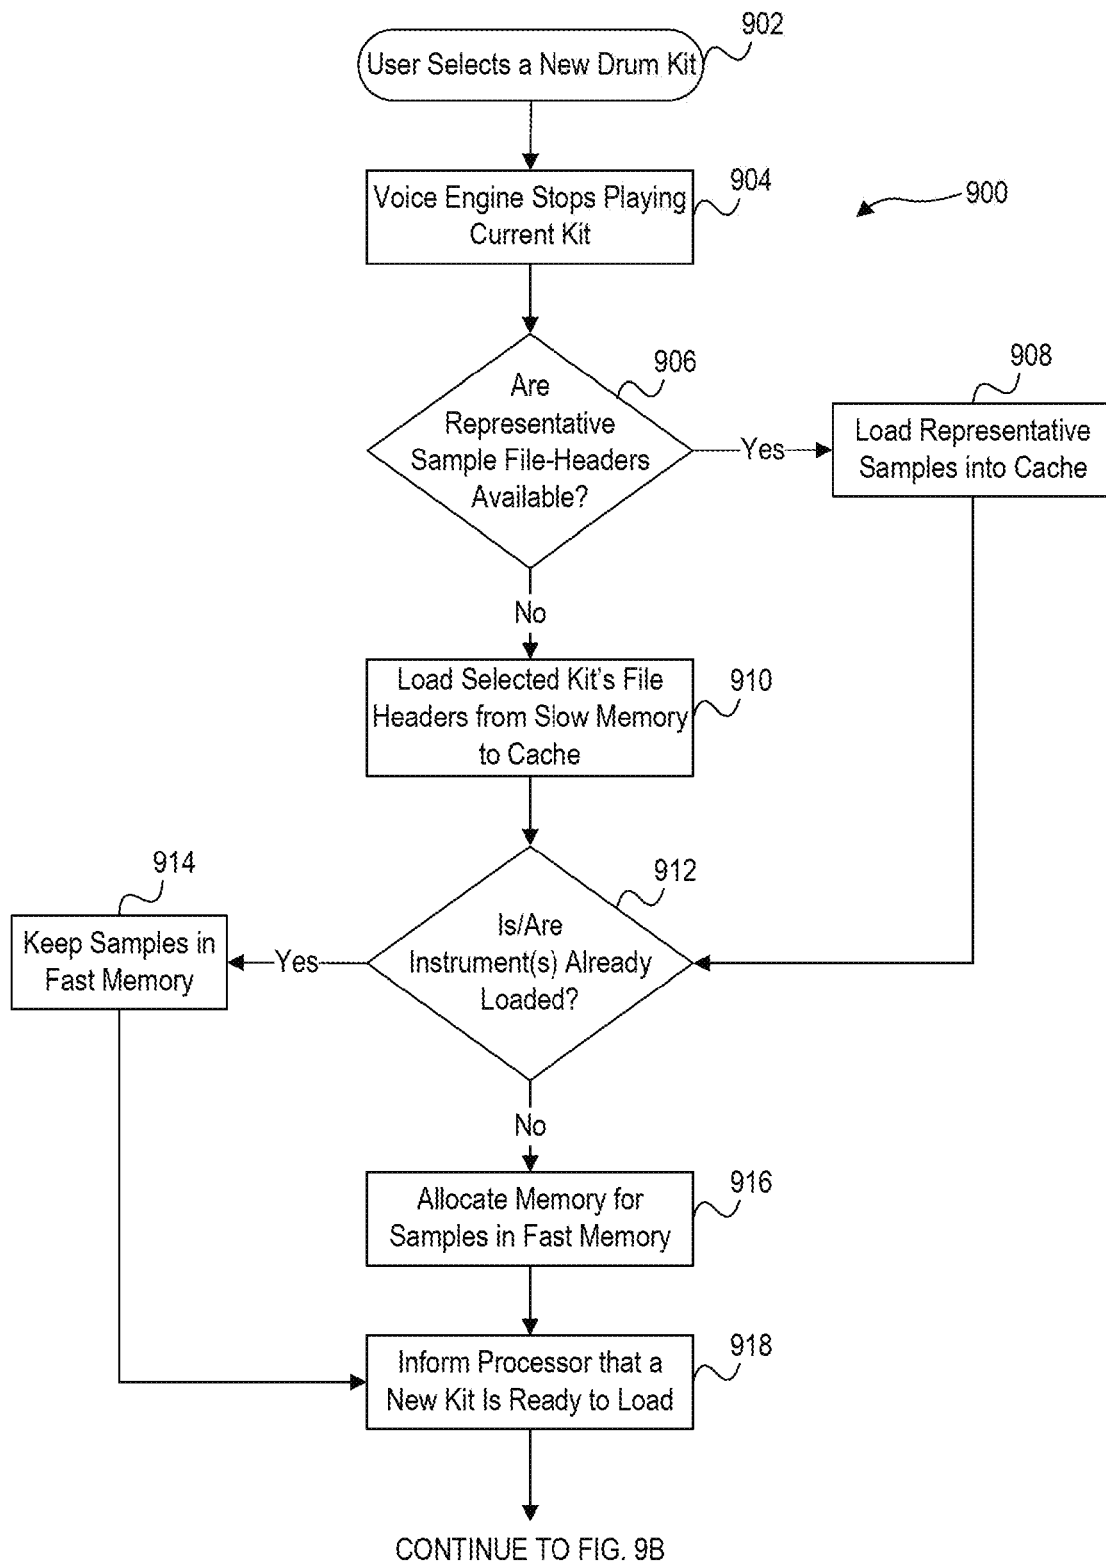 902
User Selects a New Drum Kit
904
Voice Engine Stops Playing
Current Kit
900
906
Are
Representative
Sample File-Headers
Available?
Yes
908
Load Representative
Samples into Cache
No
910
Load Selected Kit's File
Headers from Slow Memory
to Cache
912
Is/Are
Instrument(s) Already
Loaded?
Yes
914
Keep Samples in
Fast Memory
No
916
Allocate Memory for
Samples in Fast Memory
918
Inform Processor that a
New Kit Is Ready to Load
CONTINUE TO FIG. 9B